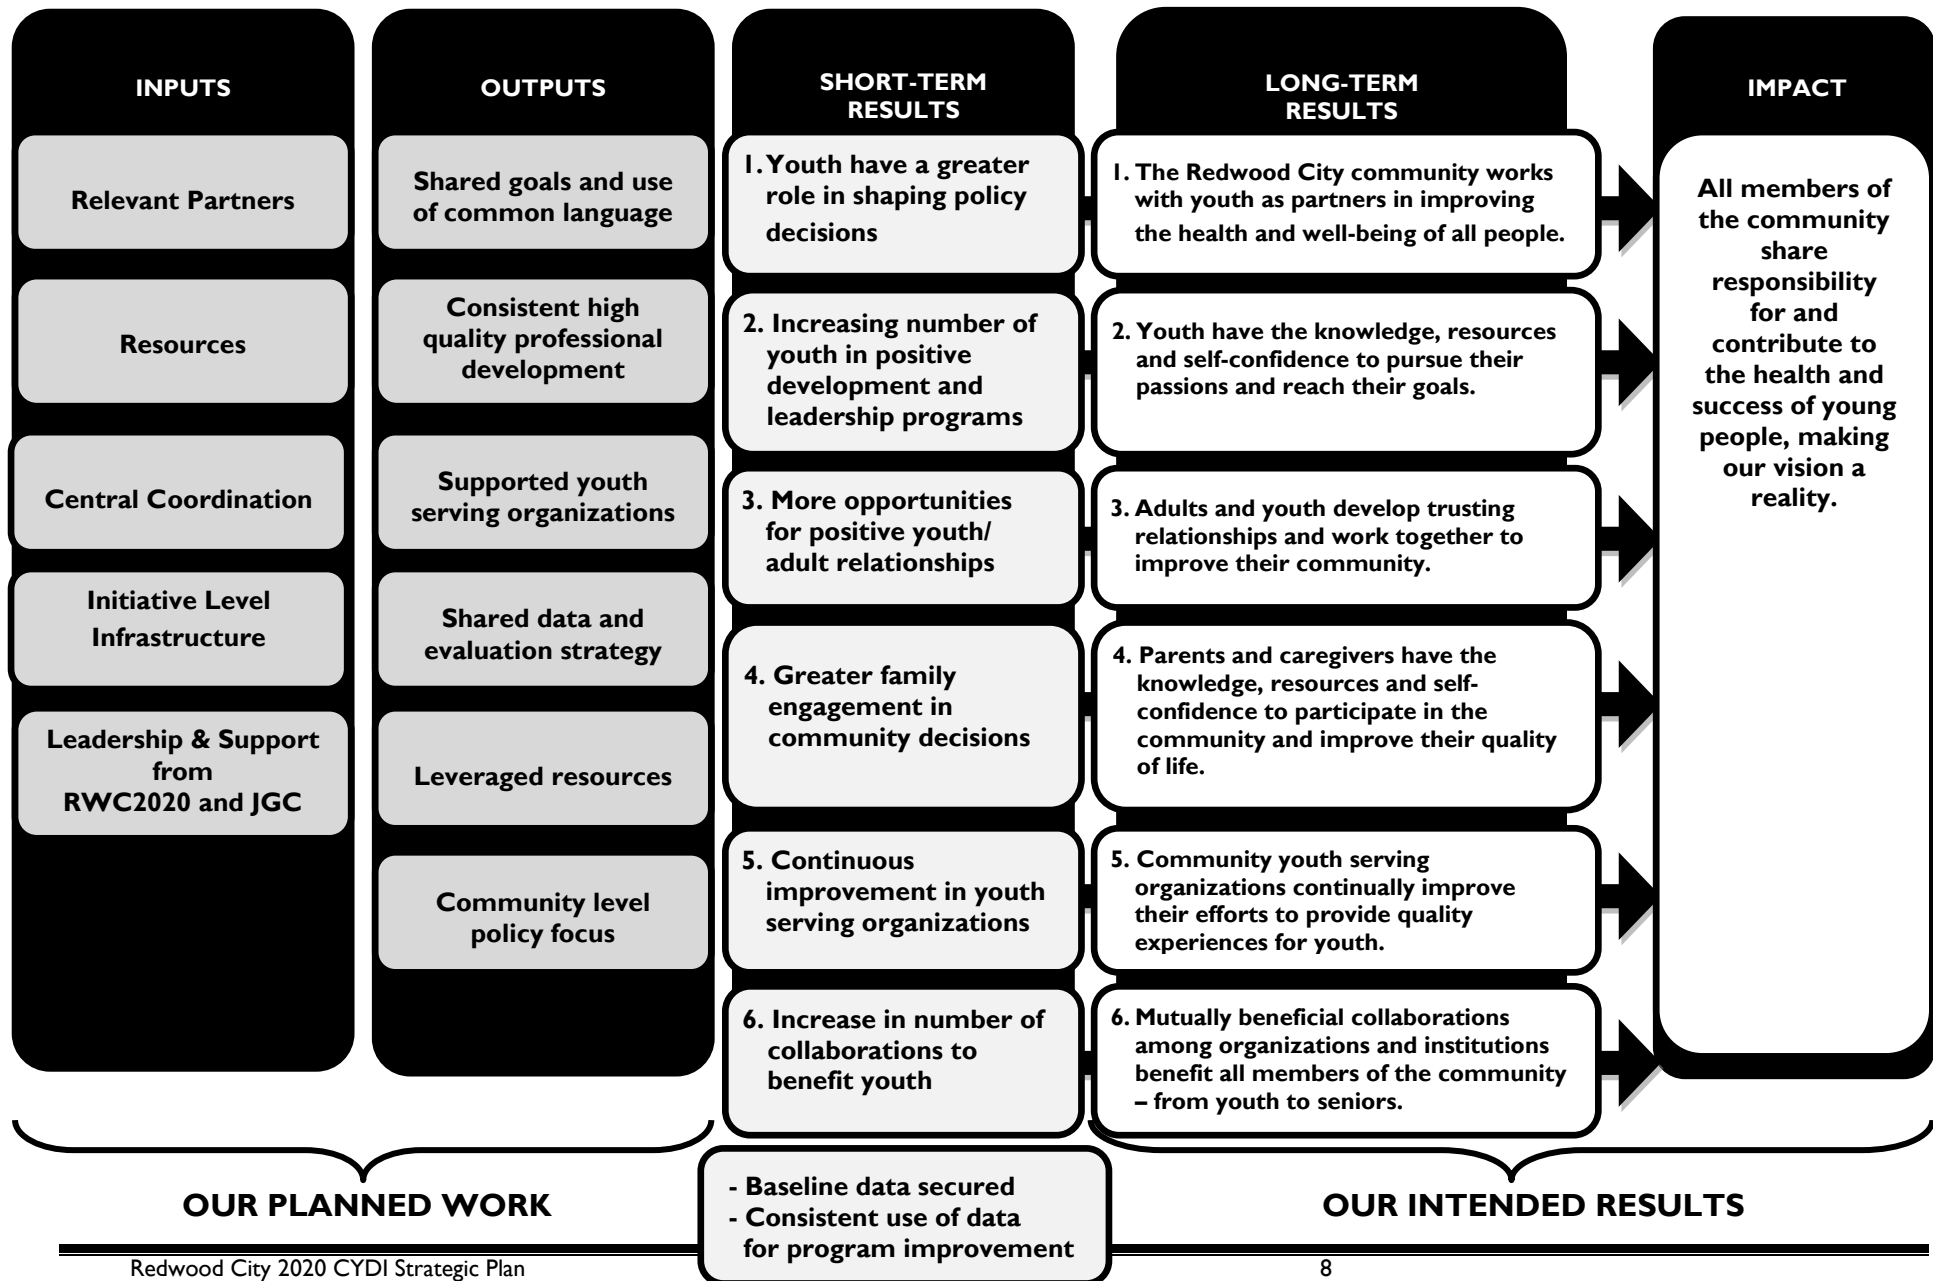 INPUTS
Relevant Partners
Resources
Central Coordination
Initiative Level
Infrastructure
Leadership & Support
from
RWC2020 and JGC
OUTPUTS
Shared goals and use
of common language
Consistent high
quality professional
development
Supported youth
serving organizations
Shared data and
evaluation strategy
Leveraged resources
Community level
policy focus
SHORT-TERM
RESULTS
1. Youth have a greater
role in shaping policy
decisions
2. Increasing number of
youth in positive
development and
leadership programs
3. More opportunities
for positive youth/
adult relationships
4. Greater family
engagement in
community decisions
5. Continuous
improvement in youth
serving organizations
6. Increase in number of
collaborations to
benefit youth
LONG-TERM
RESULTS
1. The Redwood City community works
with youth as partners in improving
the health and well-being of all people.
2. Youth have the knowledge, resources
and self-confidence to pursue their
passions and reach their goals.
3. Adults and youth develop trusting
relationships and work together to
improve their community.
4. Parents and caregivers have the
knowledge, resources and self-
confidence to participate in the
community and improve their quality
of life.
5. Community youth serving
organizations continually improve
their efforts to provide quality
experiences for youth.
6. Mutually beneficial collaborations
among organizations and institutions
benefit all members of the community
– from youth to seniors.
IMPACT
All members of
the community
share
responsibility
for and
contribute to
the health and
success of young
people, making
our vision a
reality.
OUR PLANNED WORK
- Baseline data secured
- Consistent use of data
for program improvement
OUR INTENDED RESULTS
Redwood City 2020 CYDI Strategic Plan
8